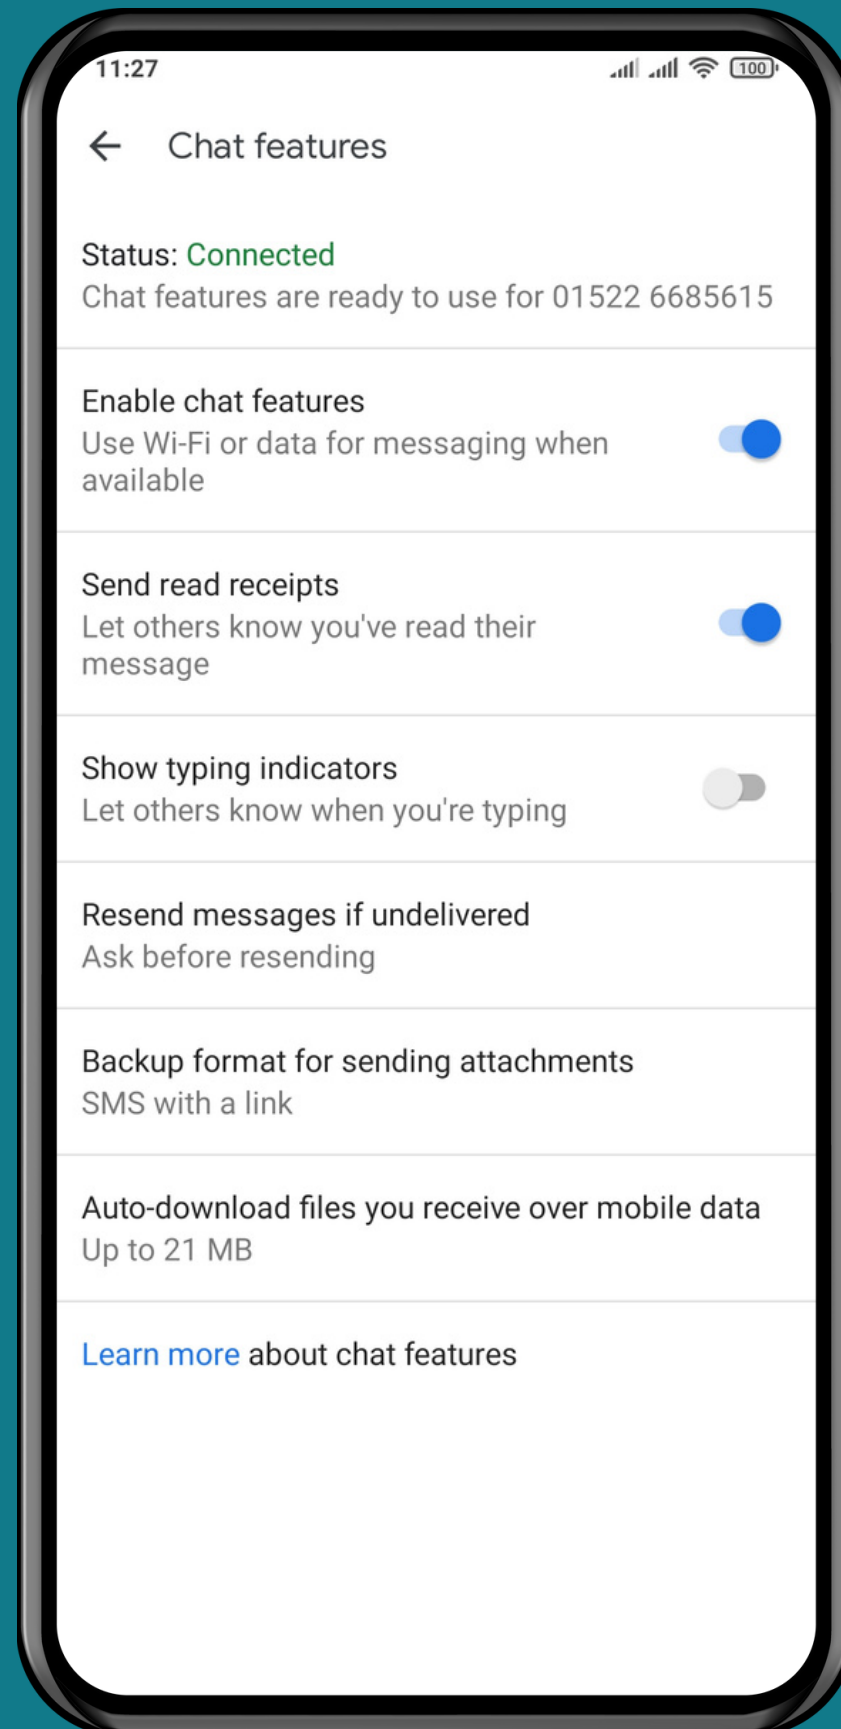 11:27
100
Chat features
Status: Connected
Chat features are ready to use for 01522 6685615
Enable chat features
Use Wi-Fi or data for messaging when
available
Send read receipts
Let others know you've read their
message
Show typing indicators
Let others know when you're typing
Resend messages if undelivered
Ask before resending
Backup format for sending attachments
SMS with a link
Auto-download files you receive over mobile data
Up to 21 MB
Learn more about chat features